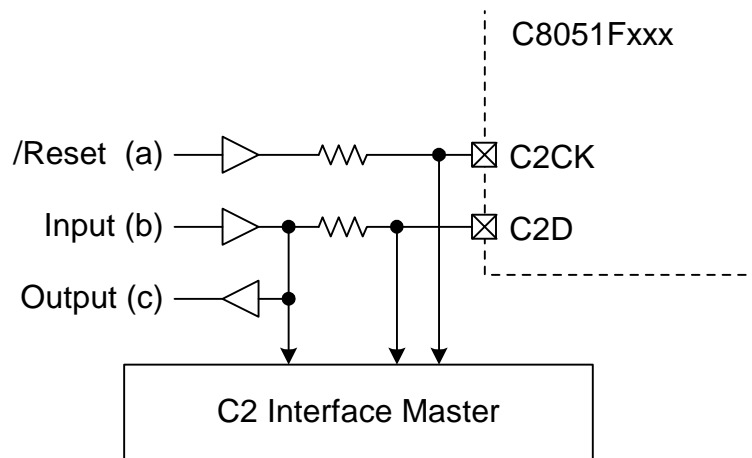 C8051Fxxx
/Reset (a)
C2CK
Input (b)
C2D
Output (c)
C2 Interface Master